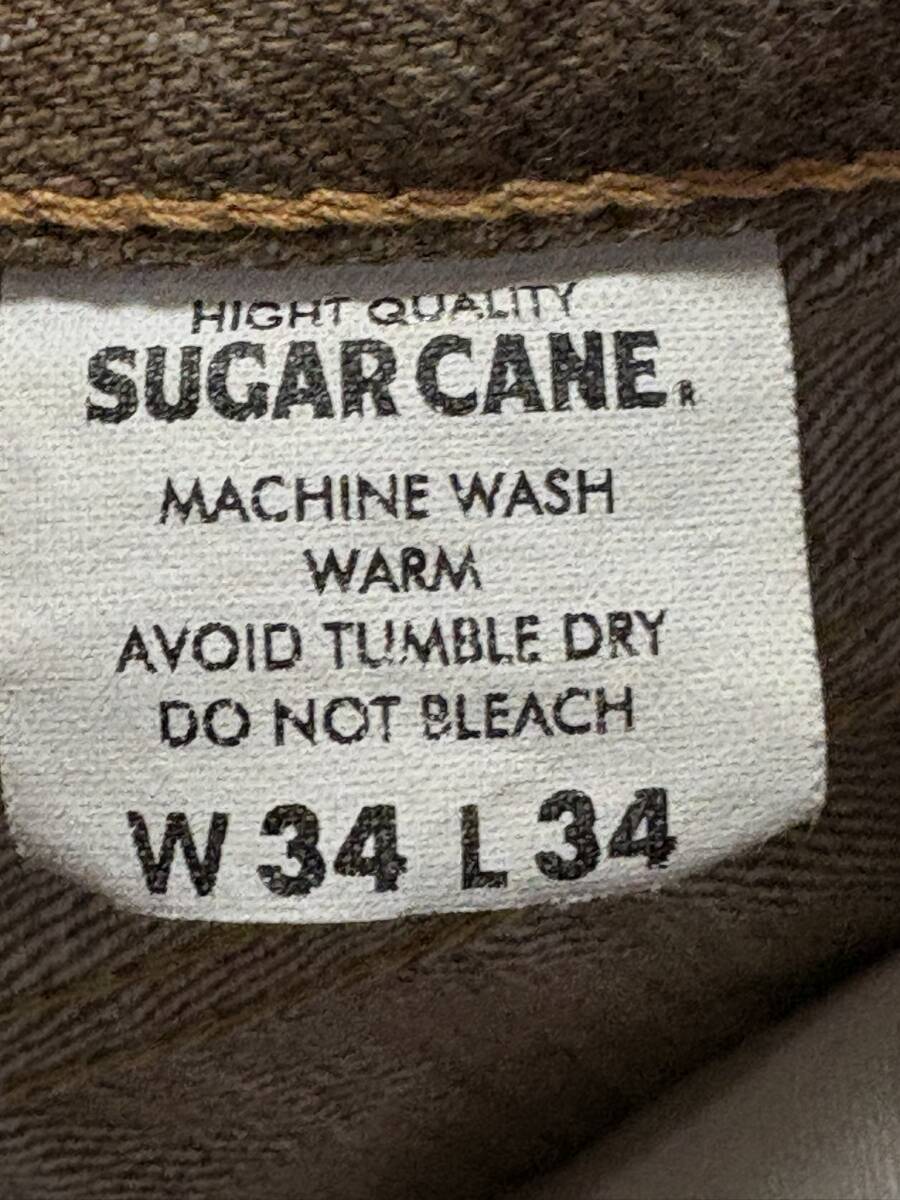 HIGHT QUALITY
SUGAR CANE®
MACHINE WASH
WARM
AVOID TUMBLE DRY
DO NOT BLEACH
W 34 L 34